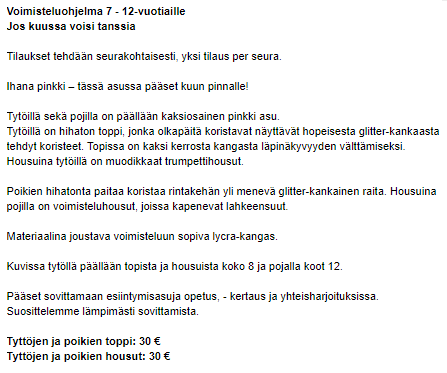 Voimisteluohjelma 7 - 12-vuotiaille
Jos kuussa voisi tanssia
Tilaukset tehdään seurakohtaisesti, yksi tilaus per seura.
Ihana pinkki – tässä asussa pääset kuun pinnalle!
Tytöillä sekä pojilla on päällään kaksiosainen pinkki asu.
Tytöillä on hihaton toppi, jonka olkapäitä koristavat näyttävät hopeisesta glitter-kankaasta
tehdyt koristeet. Topissa on kaksi kerrosta kangasta läpinäkyvyyden välttämiseksi.
Housuina tytöillä on muodikkaat trumpettihousut.
Poikien hihatonta paitaa koristaa rintakehän yli menevä glitter-kankainen raita. Housuina
pojilla on voimisteluhousut, joissa kapenevat lahkeensuut.
Materiaalina joustava voimisteluun sopiva lycra-kangas.
Kuvissa tytöllä päällään topista ja housuista koko 8 ja pojalla koot 12.
Pääset sovittamaan esiintymisasuja opetus, - kertaus ja yhteisharjoituksissa.
Suosittelemme lämpimästi sovittamista.
Tyttöjen ja poikien toppi: 30 €
Tyttöjen ja poikien housut: 30 €